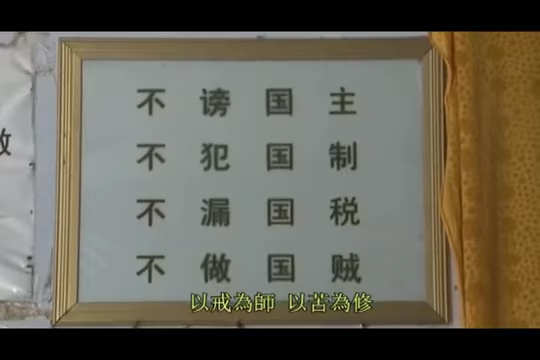 不谤国主
不犯国制
不漏国税
不做国贼
以戒為師 以苦為修